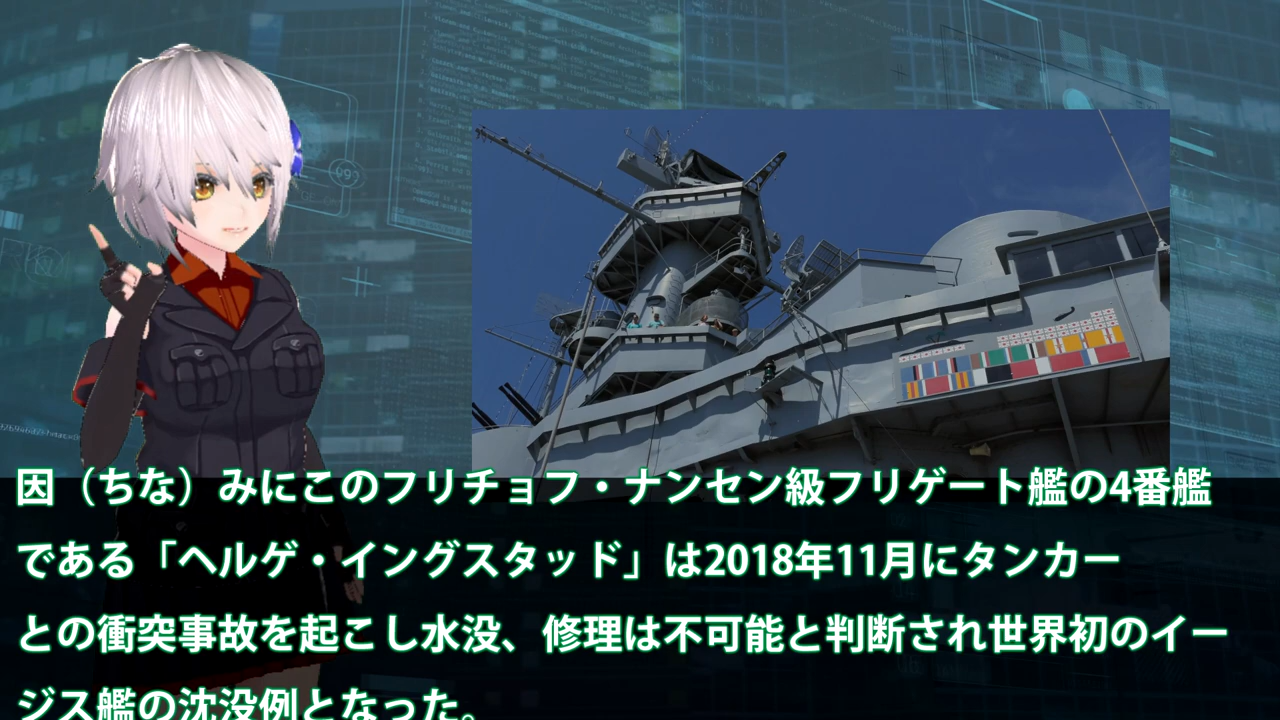 因（ちな）みにこのフリチョフ・ナンセン級フリゲート艦の4番艦
である「ヘルゲ・イングスタッド」は2018年11月にタンカー
との衝突事故を起こし水没、修理は不可能と判断され世界初のイー
ジス艦の沈没例となった。